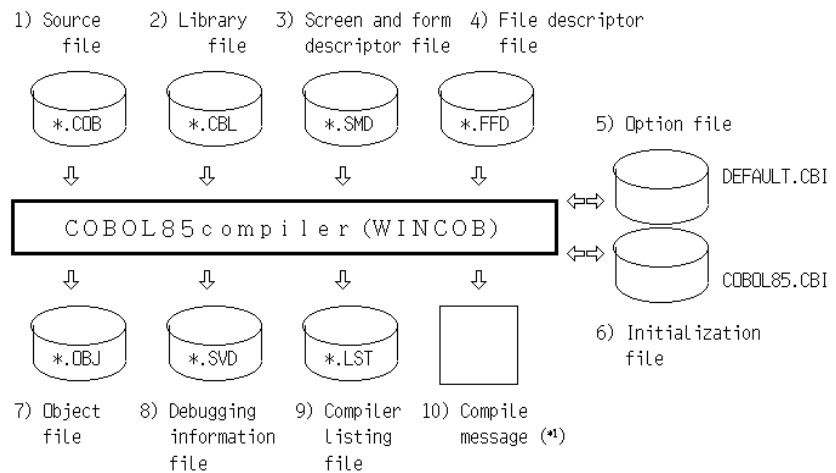 1) Source file
2) Library file
3) Screen and form descriptor file
4) File descriptor file
*.COB
*.CBL
*.SMD
*.FFD
5) Option file
DEFAULT.CBI
COBOL85compiler (WINCOB)
COBOL85.CBI
6) Initialization file
*.OBJ
*.SVD
*.LST
7) Object file
8) Debugging information file
9) Compiler listing file
10) Compile message (*1)